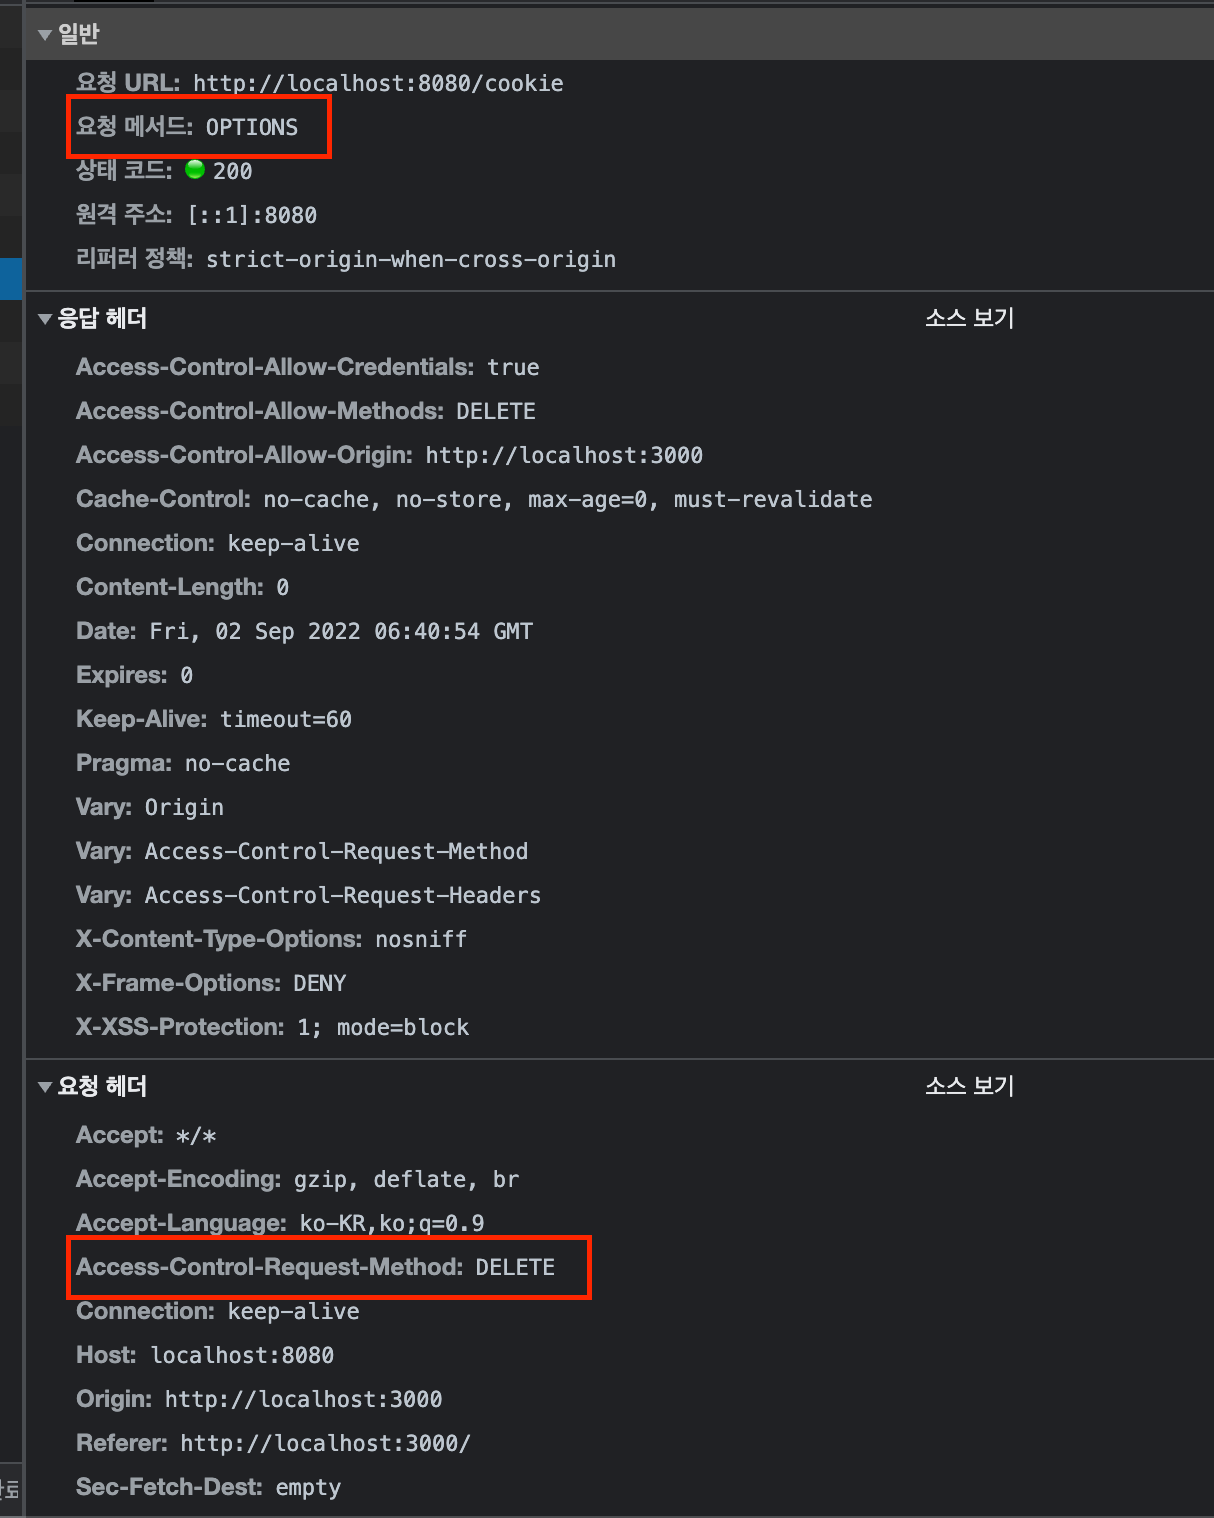 일반
요청 URL: http://localhost:8080/cookie
요청 메서드: OPTIONS
상태 코드: 200
원격 주소: [::1]:8080
리퍼러 정책: strict-origin-when-cross-origin
응답 헤더 소스 보기
Access-Control-Allow-Credentials: true
Access-Control-Allow-Methods: DELETE
Access-Control-Allow-Origin: http://localhost:3000
Cache-Control: no-cache, no-store, max-age=0, must-revalidate
Connection: keep-alive
Content-Length: 0
Date: Fri, 02 Sep 2022 06:40:54 GMT
Expires: 0
Keep-Alive: timeout=60
Pragma: no-cache
Vary: Origin
Vary: Access-Control-Request-Method
Vary: Access-Control-Request-Headers
X-Content-Type-Options: nosniff
X-Frame-Options: DENY
X-XSS-Protection: 1; mode=block
요청 헤더 소스 보기
Accept: */*
Accept-Encoding: gzip, deflate, br
Accept-Language: ko-KR,ko;q=0.9
Access-Control-Request-Method: DELETE
Connection: keep-alive
Host: localhost:8080
Origin: http://localhost:3000
Referer: http://localhost:3000/
Sec-Fetch-Dest: empty